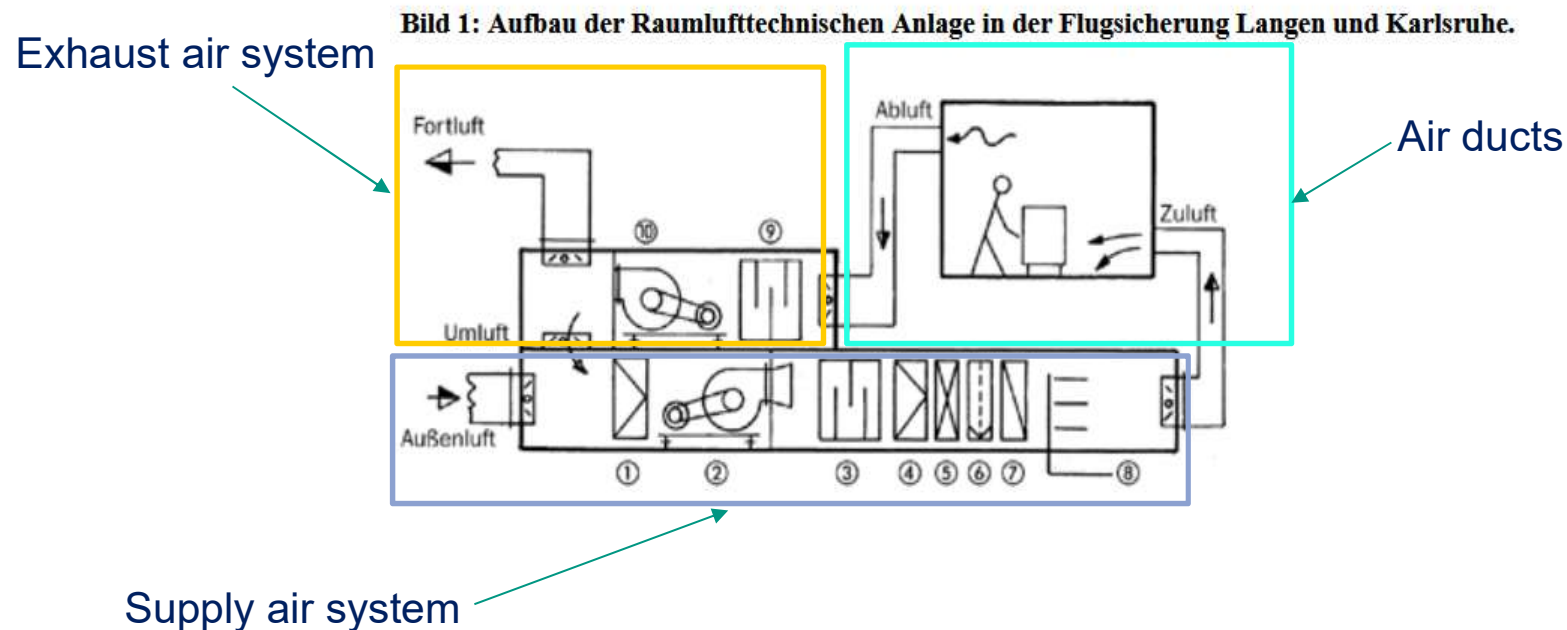 Bild 1: Aufbau der Raumlufttechnischen Anlage in der Flugsicherung Langen und Karlsruhe.
Exhaust air system
Fortluft
Abluft
Air ducts
Zuluft
⑩ ⑨
Umluft
Außenluft
① ② ③ ④ ⑤ ⑥ ⑦ ⑧
Supply air system